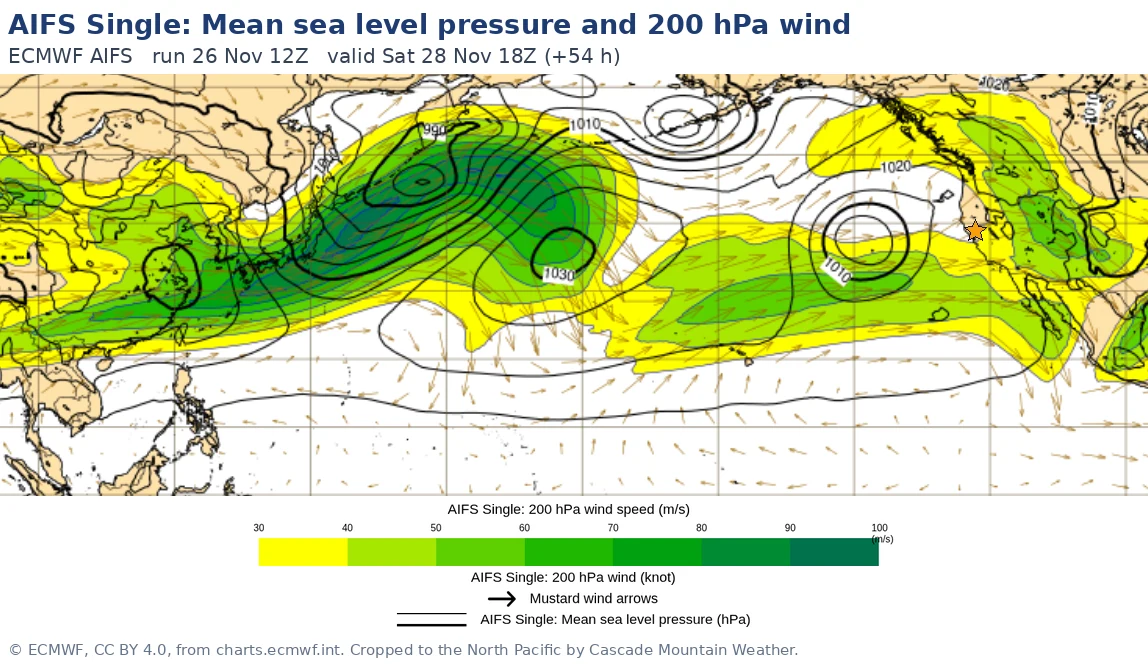 AIFS Single: Mean sea level pressure and 200 hPa wind
ECMWF AIFS   run 26 Nov 12Z   valid Sat 28 Nov 18Z (+54 h)
1020
1010
990
1010
1020
1030
1010
AIFS Single: 200 hPa wind speed (m/s)
30 40 50 60 70 80 90 100
(m/s)
AIFS Single: 200 hPa wind (knot)
Mustard wind arrows
AIFS Single: Mean sea level pressure (hPa)
© ECMWF, CC BY 4.0, from charts.ecmwf.int. Cropped to the North Pacific by Cascade Mountain Weather.